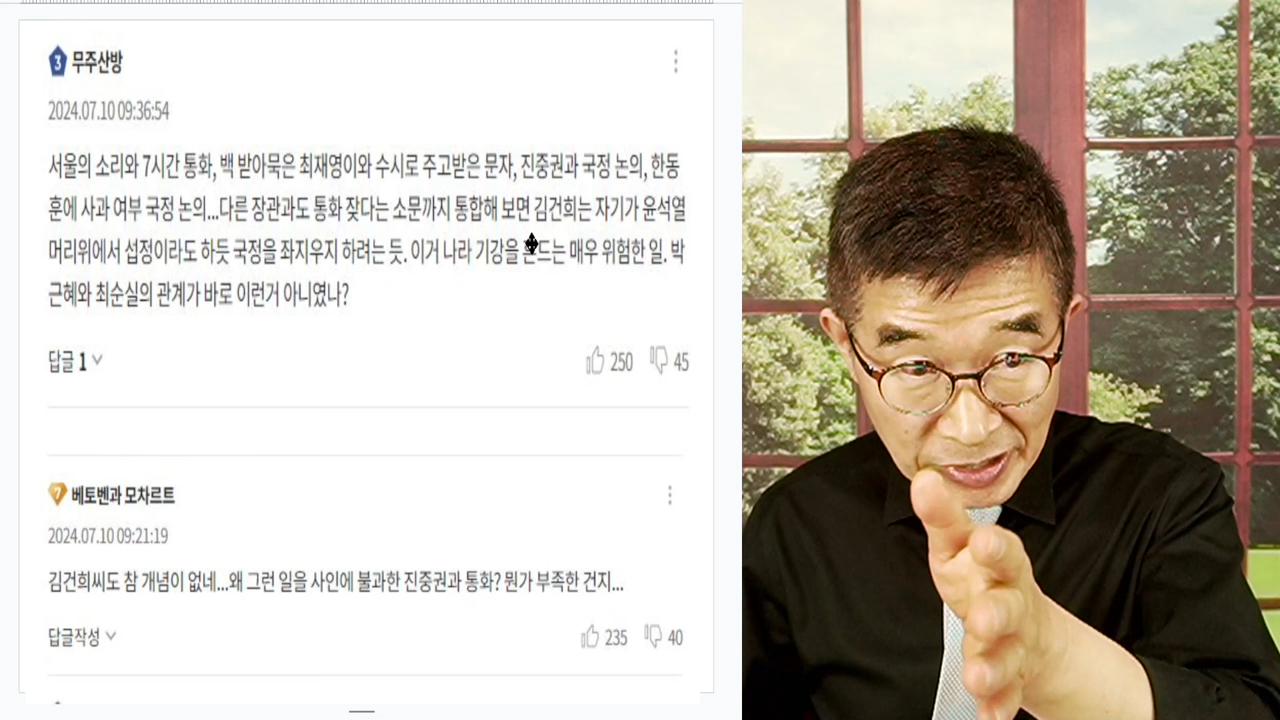 3 무주산방
2024.07.10 09:36:54
서울의 소리와 7시간 통화, 백 받아묵은 최재영이와 수시로 주고받은 문자, 진중권과 국정 논의, 한동
훈에 사과 여부 국정 논의...다른 장관과도 통화 잦다는 소문까지 통합해 보면 김건희는 자기가 윤석열
머리위에서 섭정이라도 하듯 국정을 좌지우지 하려는 듯. 이거 나라 기강을 흔드는 매우 위험한 일. 박
근혜와 최순실의 관계가 바로 이런거 아니였나?
답글 1
250 45
7 베토벤과 모차르트
2024.07.10 09:21:19
김건희씨도 참 개념이 없네...왜 그런 일을 사인에 불과한 진중권과 통화? 뭔가 부족한 건지...
답글작성
235 40